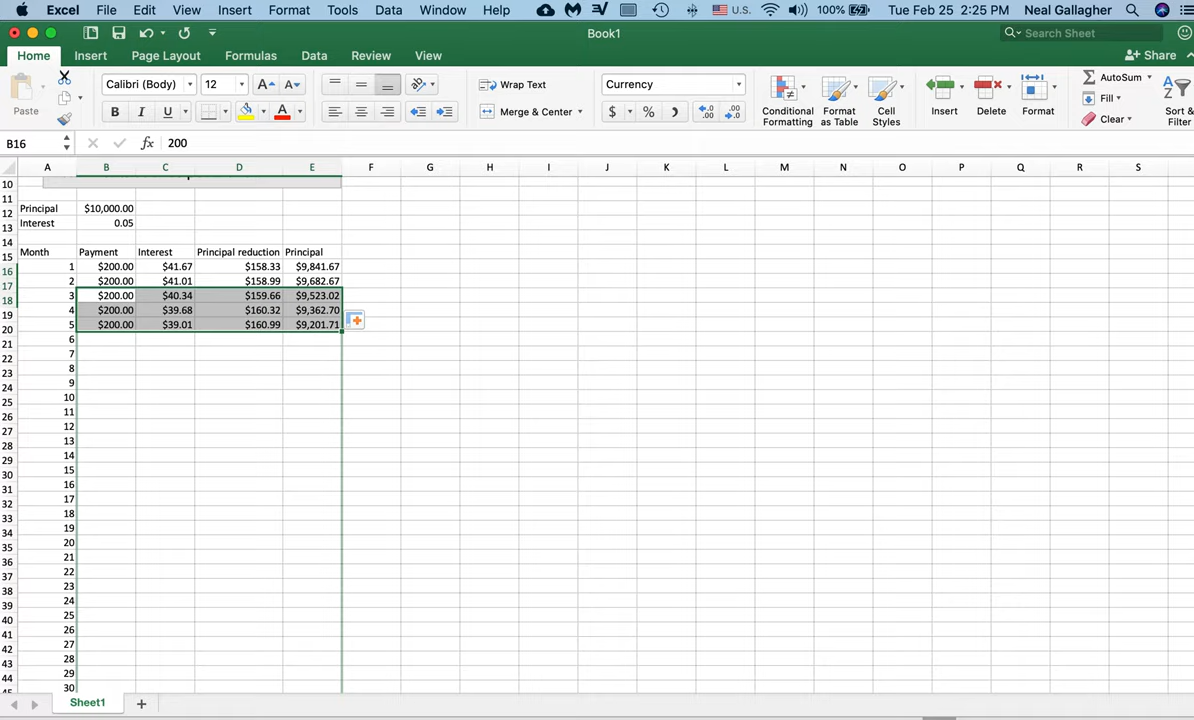 Excel File Edit View Insert Format Tools Data Window Help U.S. 100% Tue Feb 25 2:25 PM Neal Gallagher
Book1 Search Sheet
Home Insert Page Layout Formulas Data Review View Share
Paste Calibri (Body) 12 A A Wrap Text Currency Conditional Formatting Format as Table Cell Styles Insert Delete Format AutoSum Fill Clear Sort & Filter
B I U A Merge & Center $ %
B16 fx 200
A B C D E F G H I J K L M N O P Q R S
10
11
12 Principal $10,000.00
13 Interest 0.05
14
15 Month Payment Interest Principal reduction Principal
16 1 $200.00 $41.67 $158.33 $9,841.67
17 2 $200.00 $41.01 $158.99 $9,682.67
18 3 $200.00 $40.34 $159.66 $9,523.02
19 4 $200.00 $39.68 $160.32 $9,362.70
20 5 $200.00 $39.01 $160.99 $9,201.71
21 6
22 7
23 8
24 9
25 10
26 11
27 12
28 13
29 14
30 15
31 16
32 17
33 18
34 19
35 20
36 21
37 22
38 23
39 24
40 25
41 26
42 27
43 28
44 29
30
Sheet1 +